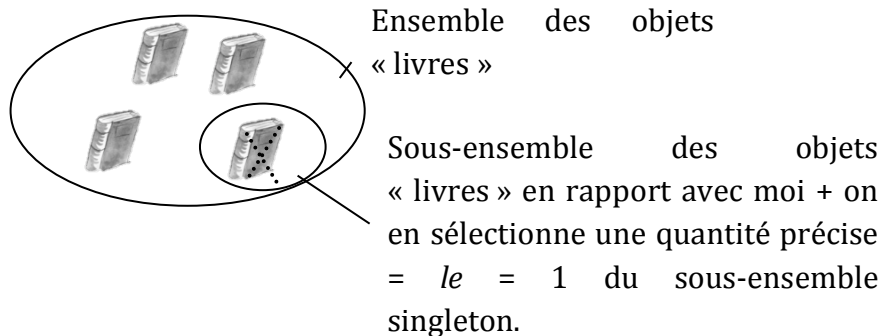 Ensemble des objets
« livres »
Sous-ensemble des objets
« livres » en rapport avec moi + on
en sélectionne une quantité précise
= le = 1 du sous-ensemble
singleton.